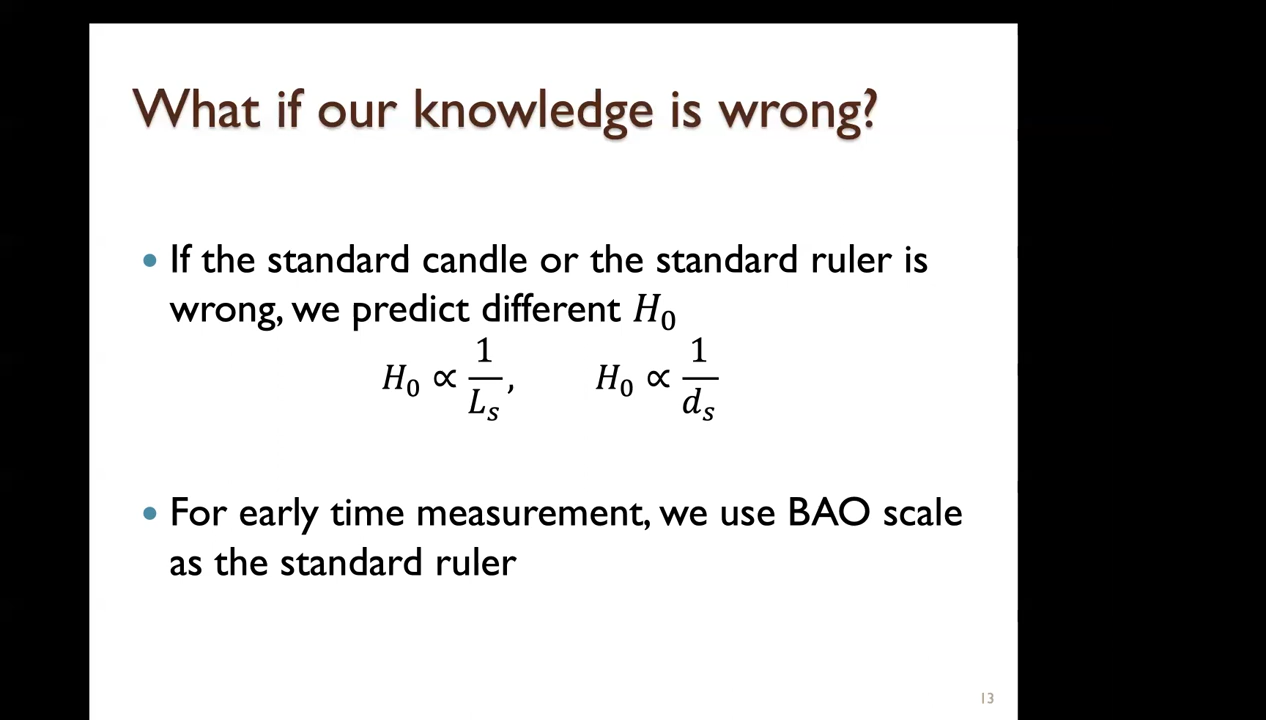 What if our knowledge is wrong?
• If the standard candle or the standard ruler is
wrong, we predict different H₀
H₀ ∝ 1/Lₛ, H₀ ∝ 1/dₛ
• For early time measurement, we use BAO scale
as the standard ruler
13